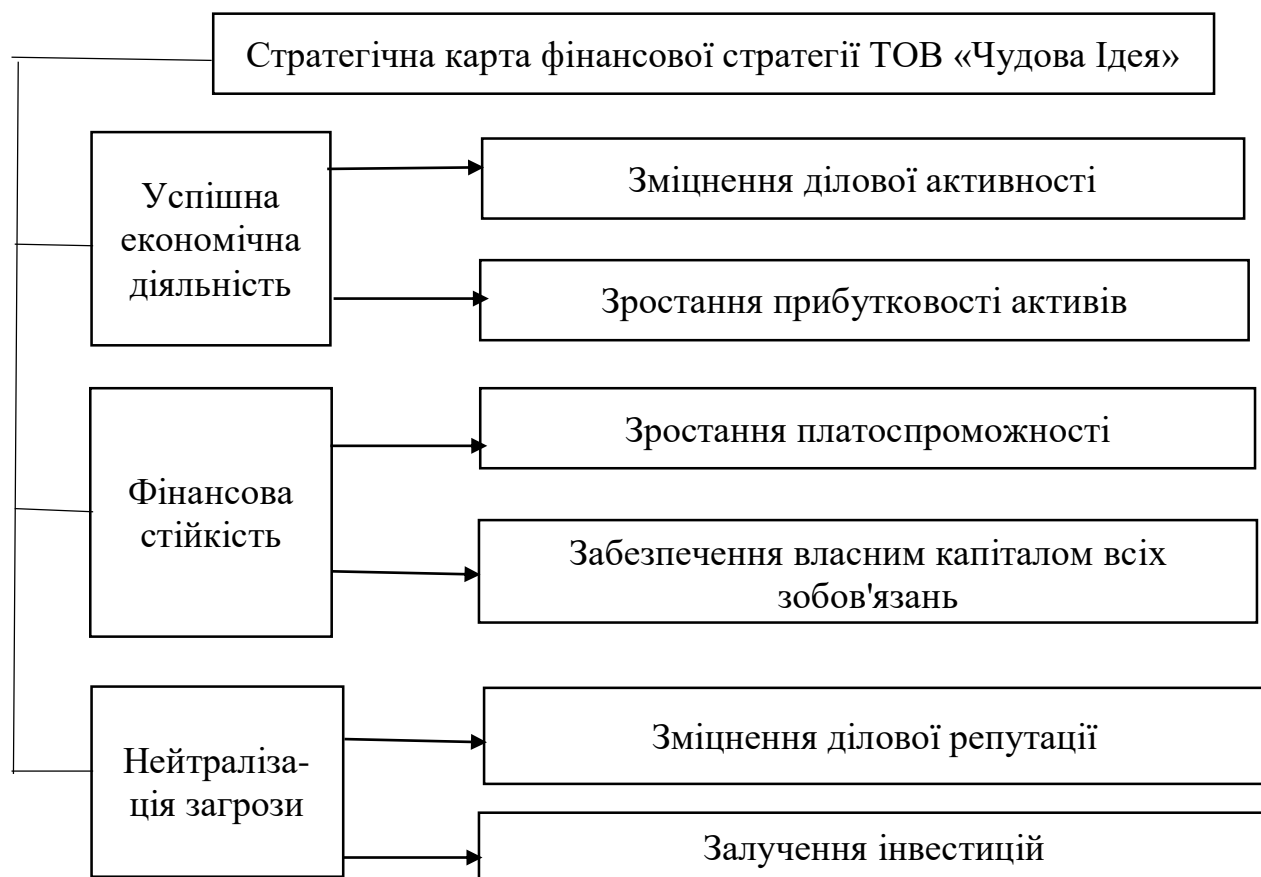 Стратегічна карта фінансової стратегії ТОВ «Чудова Ідея»
Успішна
економічна
діяльність
Зміцнення ділової активності
Зростання прибутковості активів
Фінансова
стійкість
Зростання платоспроможності
Забезпечення власним капіталом всіх
зобов'язань
Нейтраліза-
ція загрози
Зміцнення ділової репутації
Залучення інвестицій